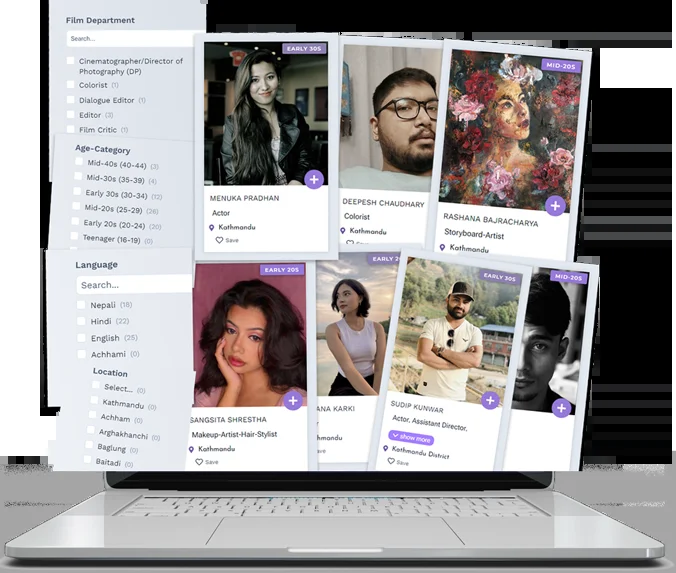 Film Department
Search...
Cinematographer/Director of
Photography (DP)
Colorist (1)
Dialogue Editor (1)
Editor (3)
Film Critic (1)
Age-Category
Mid-40s (40-44) (3)
Mid-30s (35-39) (4)
Early 30s (30-34) (12)
Mid-20s (25-29) (26)
Early 20s (20-24) (20)
Teenager (16-19) (0)
Language
Search...
Nepali (18)
Hindi (22)
English (25)
Achhami (0)
Location
Select... (0)
Kathmandu (0)
Achham (0)
Arghakhanchi (0)
Baglung (0)
Baitadi (0)
EARLY 30S
MENUKA PRADHAN
Actor
Kathmandu
Save
DEEPESH CHAUDHARY
Colorist
Kathmandu
Save
MID-20S
RASHANA BAJRACHARYA
Storyboard-Artist
Kathmandu
EARLY 20S
SANGSITA SHRESTHA
Makeup-Artist-Hair-Stylist
Kathmandu
Save
EARLY
ANA KARKI
Kathmandu
EARLY 30S
SUDIP KUNWAR
Actor, Assistant Director,
show more
Kathmandu District
Save
MID-20S